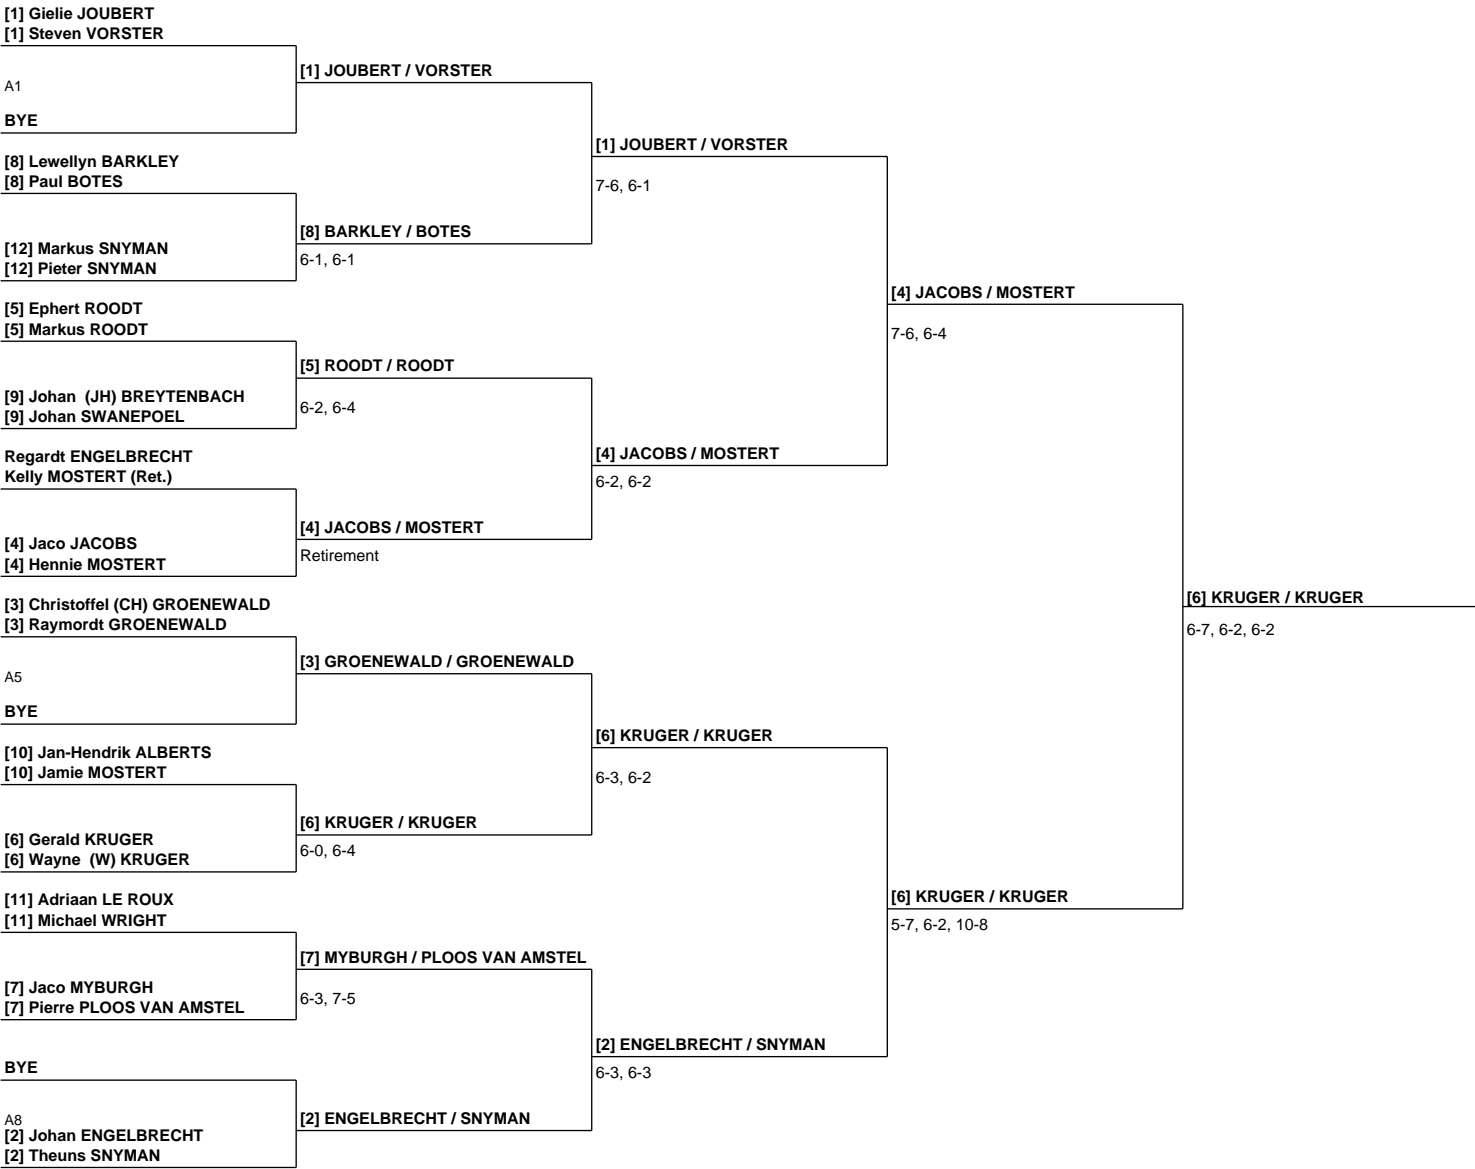 [1] Gielie JOUBERT
[1] Steven VORSTER
[1] JOUBERT / VORSTER
A1
BYE
[1] JOUBERT / VORSTER
7-6, 6-1
[8] Lewellyn BARKLEY
[8] Paul BOTES
[8] BARKLEY / BOTES
6-1, 6-1
[12] Markus SNYMAN
[12] Pieter SNYMAN
[4] JACOBS / MOSTERT
7-6, 6-4
[5] Ephert ROODT
[5] Markus ROODT
[5] ROODT / ROODT
6-2, 6-4
[9] Johan  (JH) BREYTENBACH
[9] Johan SWANEPOEL
[4] JACOBS / MOSTERT
6-2, 6-2
Regardt ENGELBRECHT
Kelly MOSTERT (Ret.)
[4] JACOBS / MOSTERT
Retirement
[4] Jaco JACOBS
[4] Hennie MOSTERT
[6] KRUGER / KRUGER
6-7, 6-2, 6-2
[3] Christoffel (CH) GROENEWALD
[3] Raymordt GROENEWALD
[3] GROENEWALD / GROENEWALD
A5
BYE
[6] KRUGER / KRUGER
6-3, 6-2
[10] Jan-Hendrik ALBERTS
[10] Jamie MOSTERT
[6] KRUGER / KRUGER
6-0, 6-4
[6] Gerald KRUGER
[6] Wayne  (W) KRUGER
[6] KRUGER / KRUGER
5-7, 6-2, 10-8
[11] Adriaan LE ROUX
[11] Michael WRIGHT
[7] MYBURGH / PLOOS VAN AMSTEL
6-3, 7-5
[7] Jaco MYBURGH
[7] Pierre PLOOS VAN AMSTEL
[2] ENGELBRECHT / SNYMAN
6-3, 6-3
BYE
[2] ENGELBRECHT / SNYMAN
A8
[2] Johan ENGELBRECHT
[2] Theuns SNYMAN